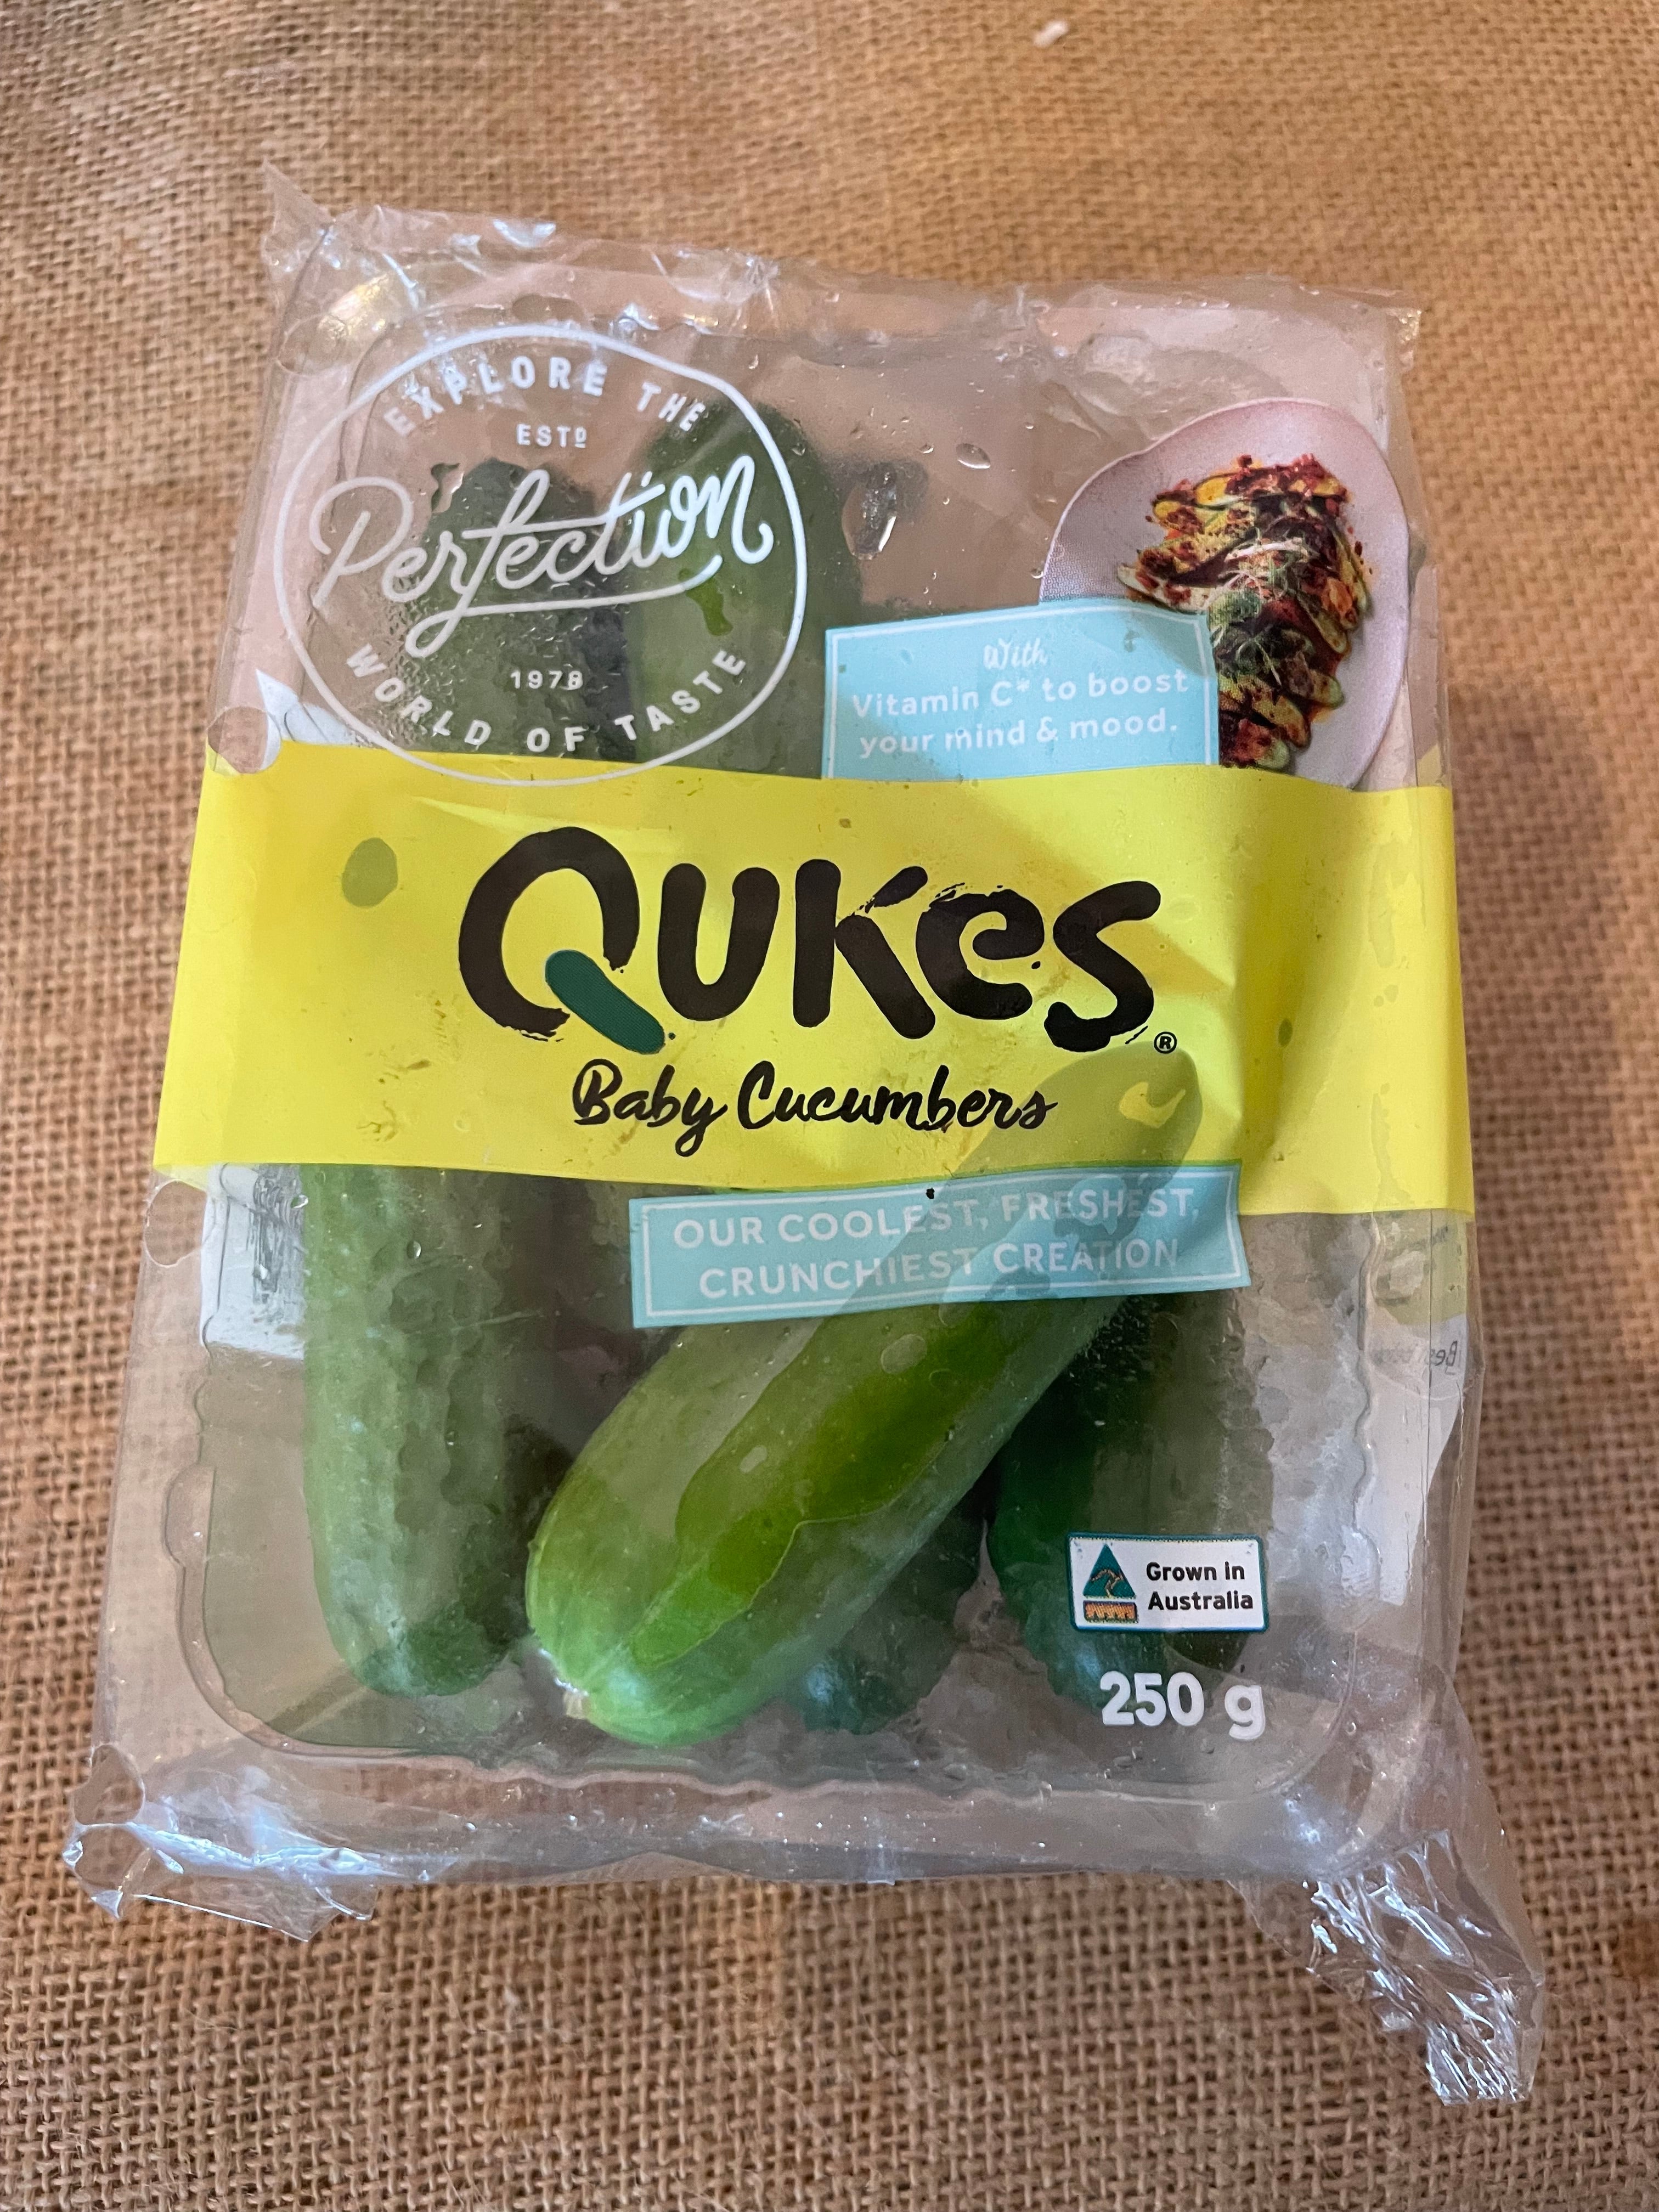 EXPLORE THE
ESTD
Perfection
1978
WORLD OF TASTE
With
Vitamin C* to boost
your mind & mood.
Qukes®
Baby Cucumbers
OUR COOLEST, FRESHEST,
CRUNCHIEST CREATION
Grown in
Australia
250 g